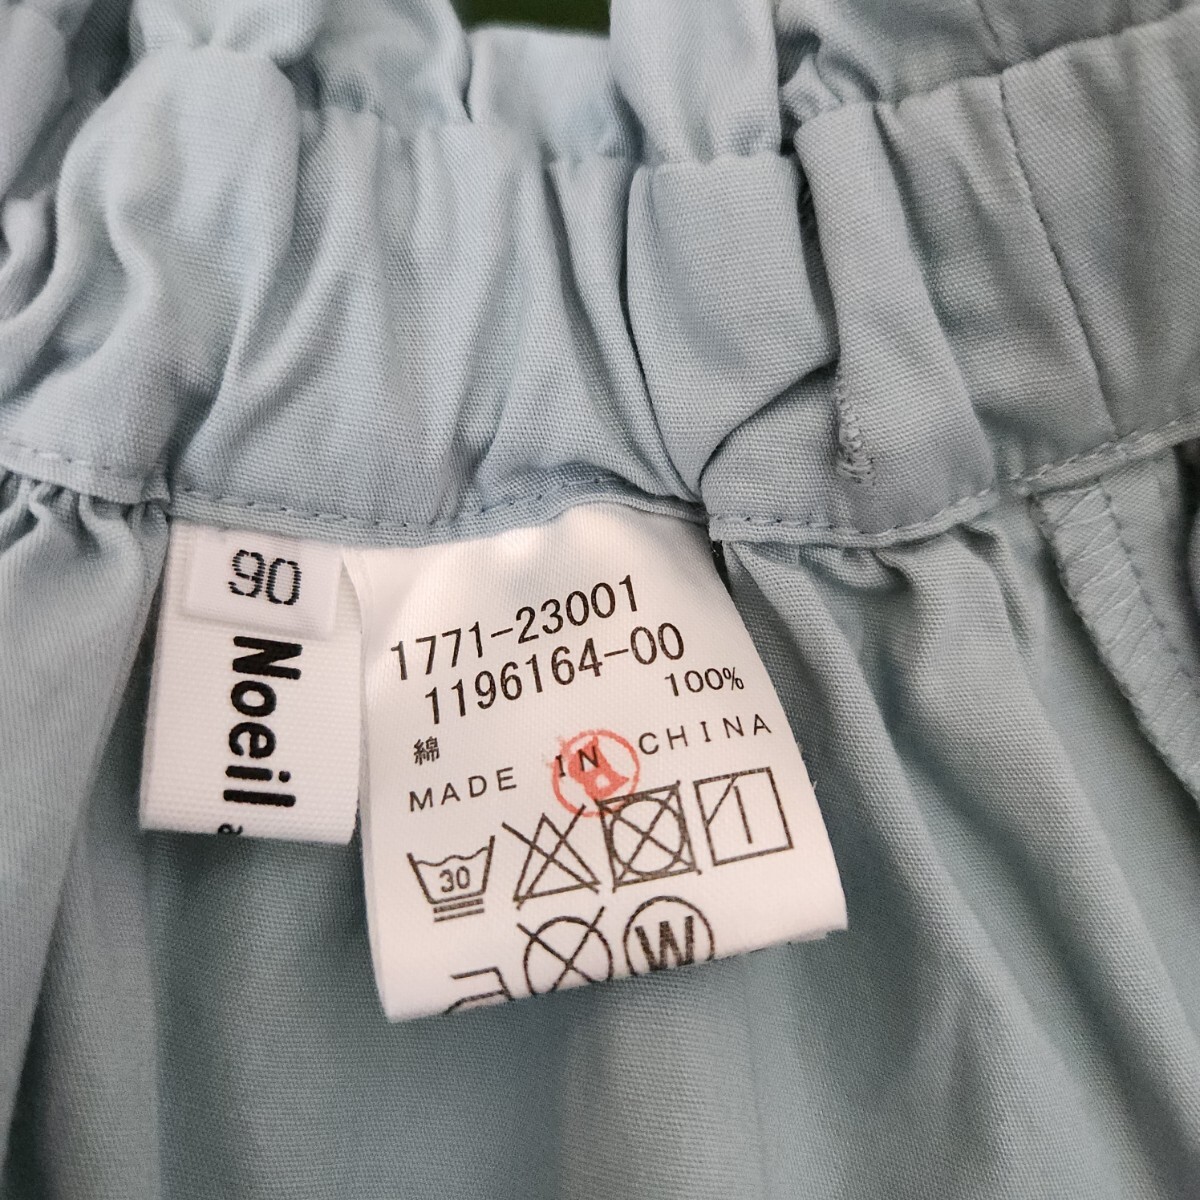 90
Noeil
a
1771-23001
1196164-00
綿 100%
MADE IN CHINA
30
W